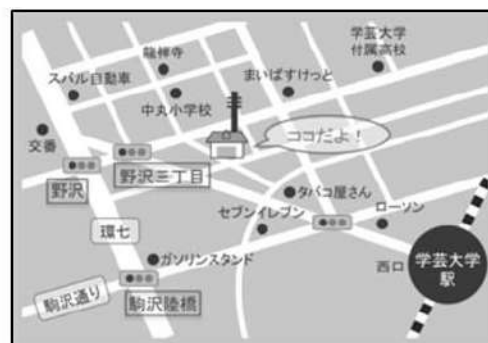 龍禅寺
学芸大学
付属高校
スバル自動車
まいばすけっと
中丸小学校
ココだよ!
交番
野沢
野沢三丁目
タバコ屋さん
セブンイレブン
ローソン
環七
ガソリンスタンド
西口
学芸大学
駅
駒沢通り
駒沢陸橋